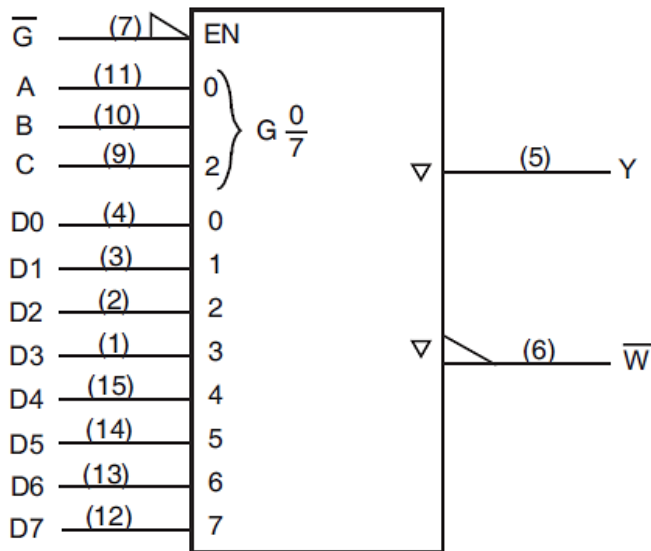 G̅ (7) EN
A (11) 0
B (10) G 0/7
C (9) 2
(5) Y
D0 (4) 0
D1 (3) 1
D2 (2) 2
D3 (1) 3
(6) W̅
D4 (15) 4
D5 (14) 5
D6 (13) 6
D7 (12) 7